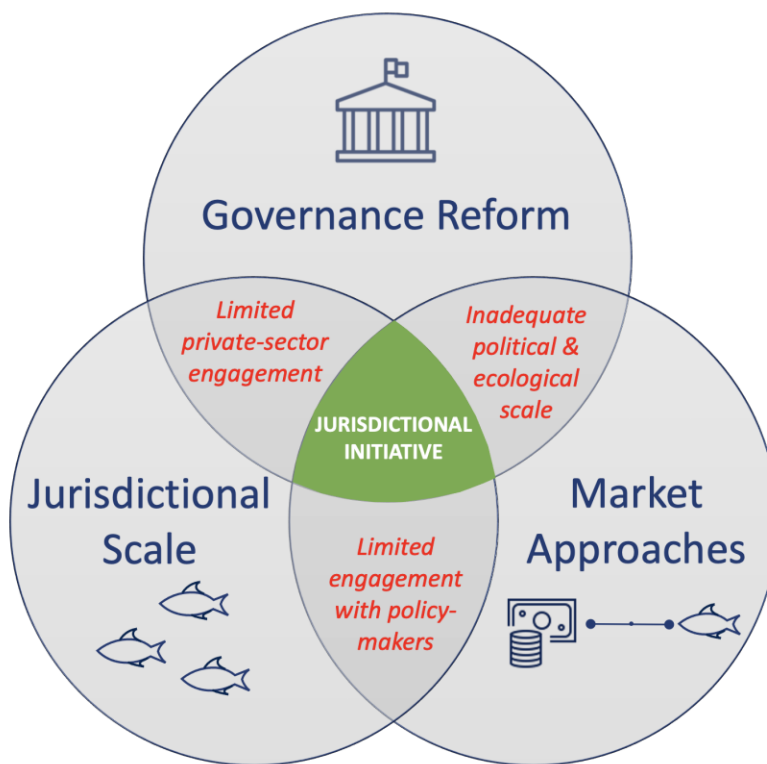 Governance Reform
Limited
private-sector
engagement
Inadequate
political &
ecological
scale
JURISDICTIONAL
INITIATIVE
Jurisdictional
Scale
Market
Approaches
Limited
engagement
with policy-
makers